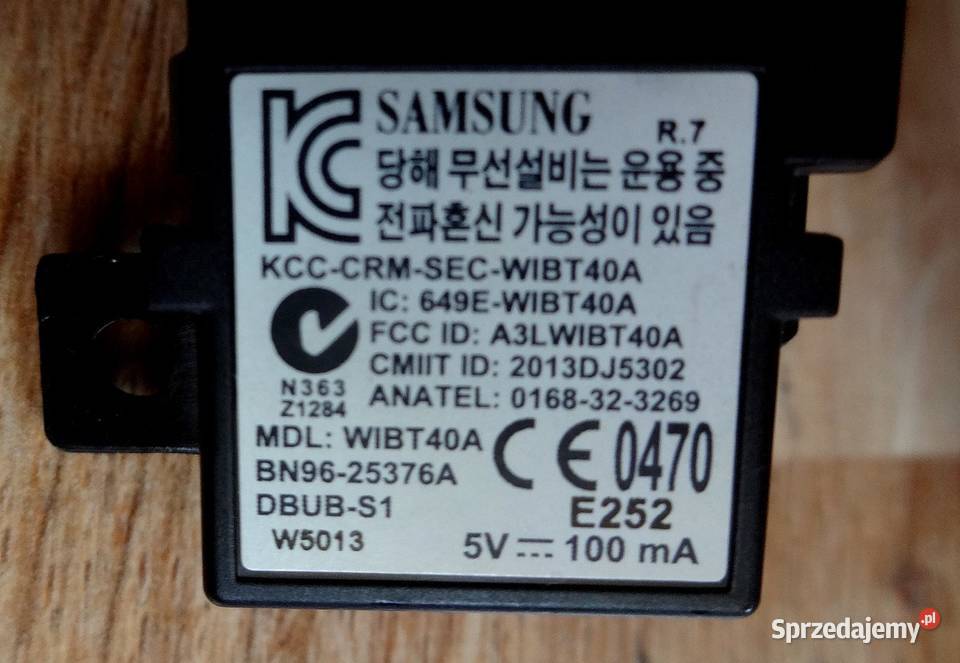 SAMSUNG
R.7
당해 무선설비는 운용 중
전파혼신 가능성이 있음
KCC-CRM-SEC-WIBT40A
IC: 649E-WIBT40A
FCC ID: A3LWIBT40A
CMIIT ID: 2013DJ5302
N363
Z1284
ANATEL: 0168-32-3269
MDL: WIBT40A
BN96-25376A
DBUB-S1
W5013
CE0470
E252
5V⎓100 mA
Sprzedajemy.pl